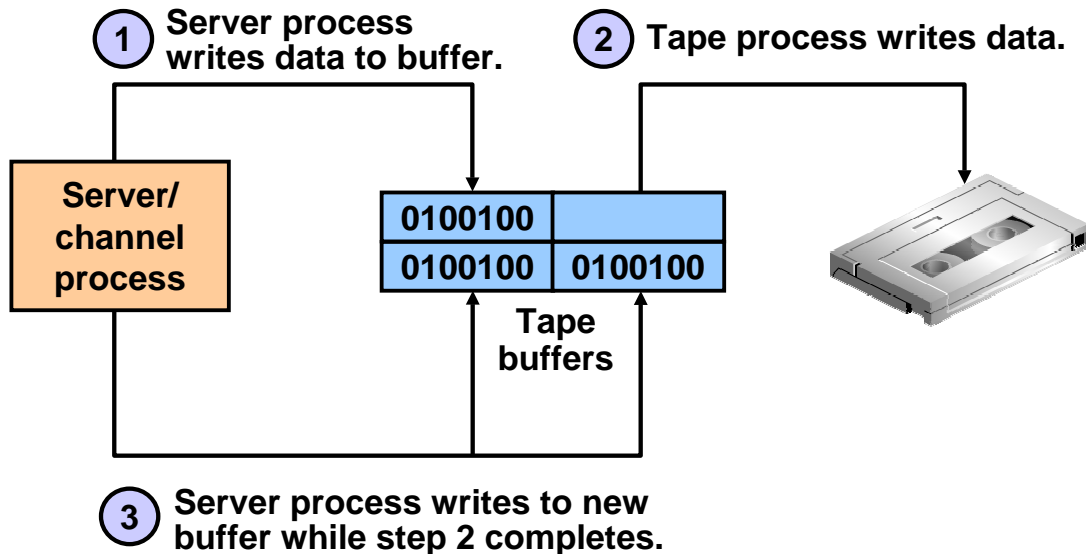 1
Server process
writes data to buffer.
2
Tape process writes data.
Server/
channel
process
0100100
0100100
0100100
Tape
buffers
3
Server process writes to new
buffer while step 2 completes.